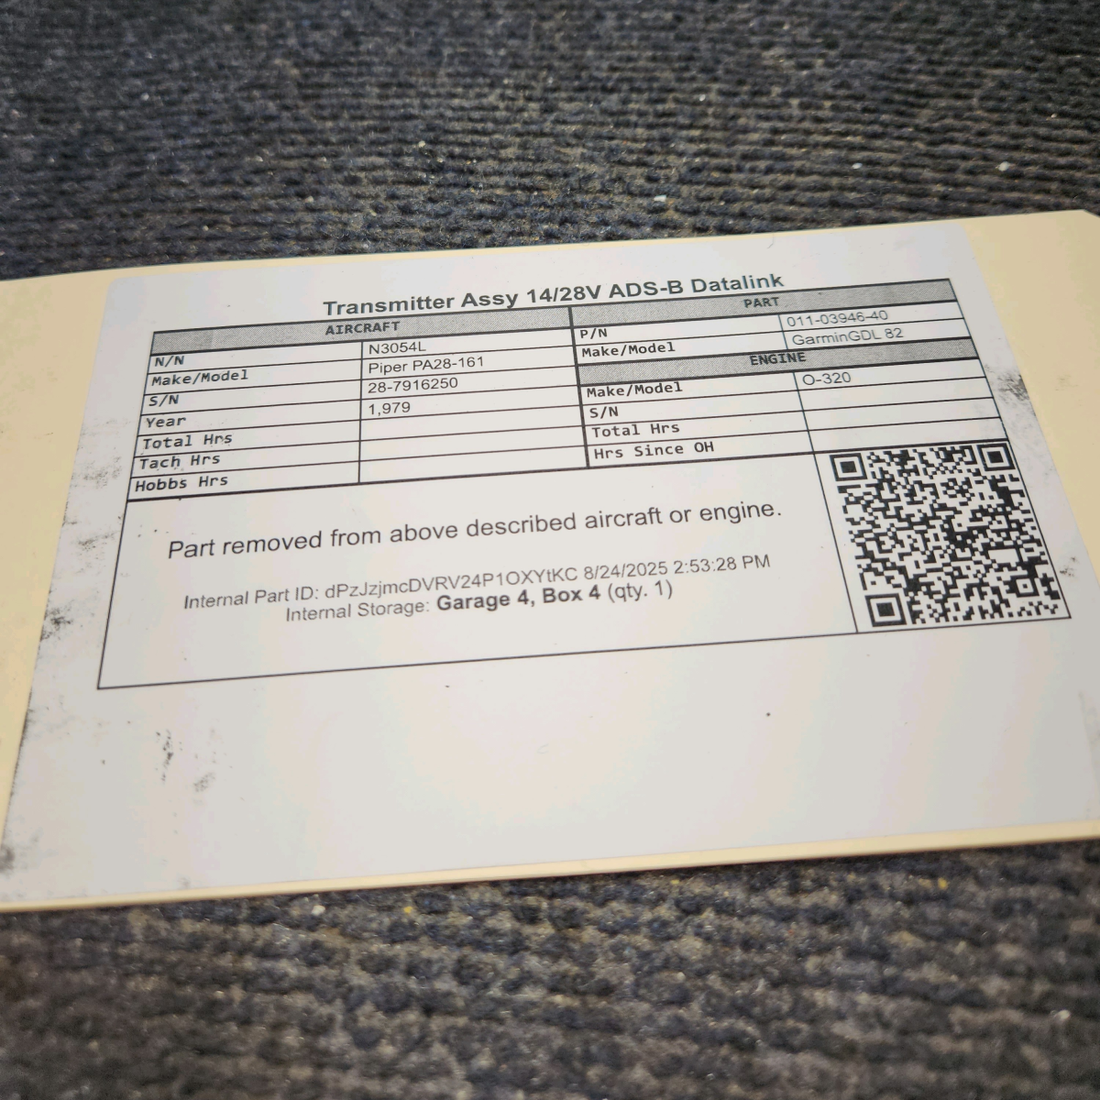 Transmitter Assy 14/28V ADS-B Datalink
AIRCRAFT
N/N N3054L
Make/Model Piper PA28-161
S/N 28-7916250
Year 1,979
Total Hrs
Tach Hrs
Hobbs Hrs
PART
P/N 011-03946-40
Make/Model GarminGDL 82
ENGINE
Make/Model O-320
S/N
Total Hrs
Hrs Since OH
Part removed from above described aircraft or engine.
Internal Part ID: dPzJzjmcDVRV24P1OXYtKC 8/24/2025 2:53:28 PM
Internal Storage: Garage 4, Box 4 (qty. 1)